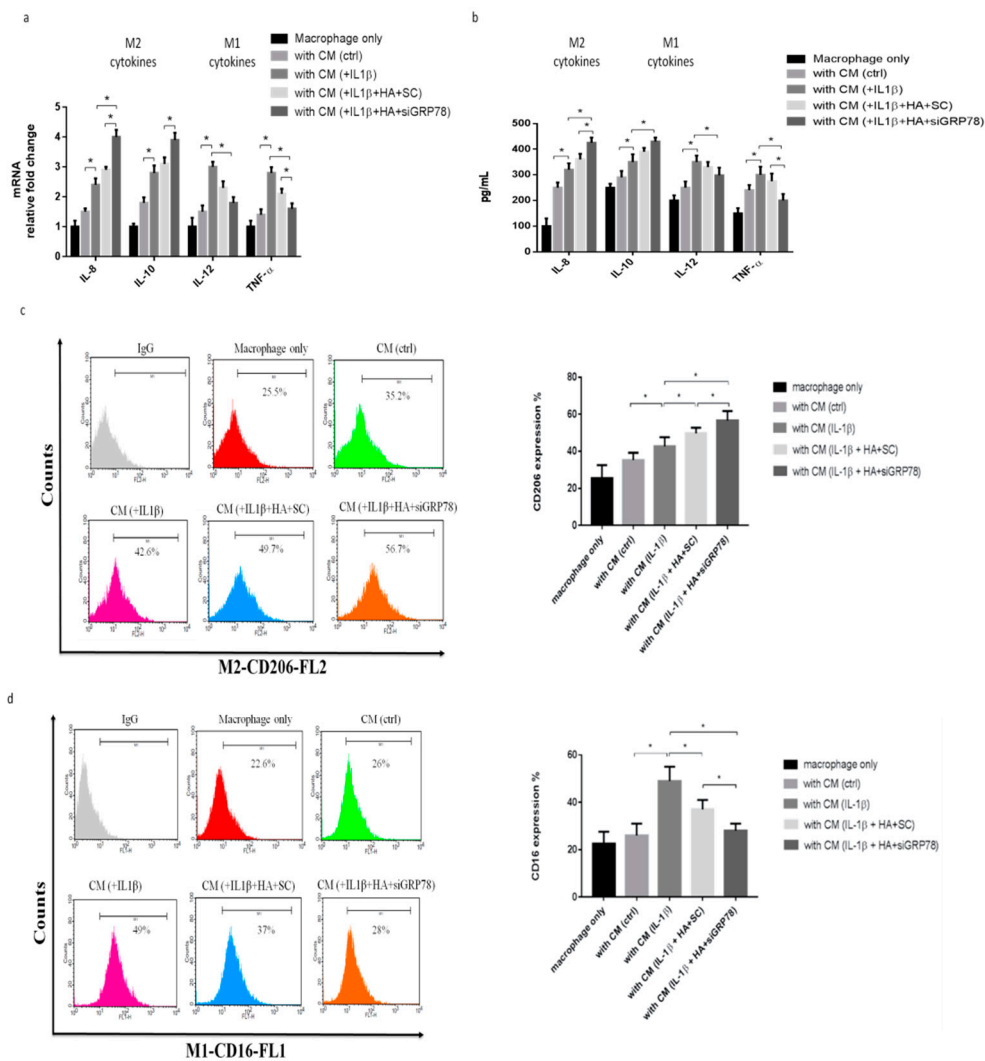 a
M2
cytokines
M1
cytokines
Macrophage only
with CM (ctrl)
with CM (+IL1β)
with CM (+IL1β+HA+SC)
with CM (+IL1β+HA+siGRP78)
mRNA
relative fold change
5
4
3
2
1
0
* * * * * * * * * * *
IL-8
IL-10
IL-12
TNF-α
b
M2
cytokines
M1
cytokines
Macrophage only
with CM (ctrl)
with CM (+IL1β)
with CM (+IL1β+HA+SC)
with CM (+IL1β+HA+siGRP78)
pg/mL
500
400
300
200
100
0
IL-8
IL-10
IL-12
TNF-α
c
IgG
Macrophage only
25.5%
CM (ctrl)
35.2%
CM (+IL1β)
42.6%
CM (+IL1β+HA+SC)
49.7%
CM (+IL1β+HA+siGRP78)
56.7%
Counts
FL2-H
M2-CD206-FL2
CD206 expression %
80
60
40
20
0
macrophage only
with CM (ctrl)
with CM (IL-1β)
with CM (IL-1β + HA+SC)
with CM (IL-1β + HA+siGRP78)
macrophage only
with CM (ctrl)
with CM (IL-1β)
with CM (IL-1β + HA+SC)
with CM (IL-1β + HA+siGRP78)
d
IgG
Macrophage only
22.6%
CM (ctrl)
26%
CM (+IL1β)
49%
CM (+IL1β+HA+SC)
37%
CM (+IL1β+HA+siGRP78)
28%
Counts
FL1-H
M1-CD16-FL1
CD16 expression %
60
40
20
0
macrophage only
with CM (ctrl)
with CM (IL-1β)
with CM (IL-1β + HA+SC)
with CM (IL-1β + HA+siGRP78)
macrophage only
with CM (ctrl)
with CM (IL-1β)
with CM (IL-1β + HA+SC)
with CM (IL-1β + HA+siGRP78)